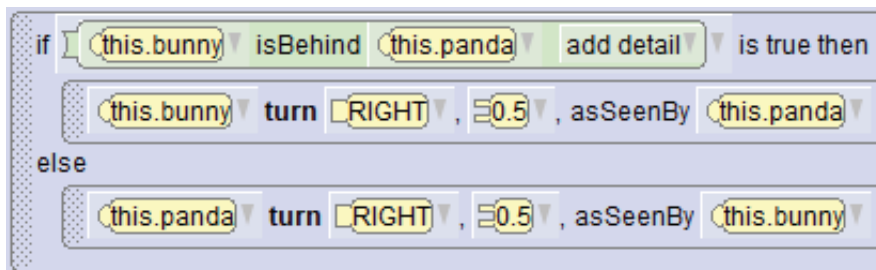 if this.bunny isBehind this.panda add detail is true then
this.bunny turn RIGHT , 0.5 , asSeenBy this.panda
else
this.panda turn RIGHT , 0.5 , asSeenBy this.bunny